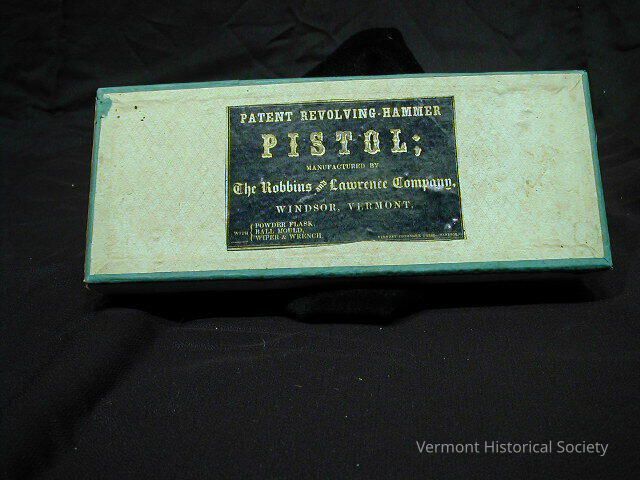 PATENT REVOLVING-HAMMER
PISTOL;
MANUFACTURED BY
The Robbins and Lawrence Company,
WINDSOR, VERMONT,
WITH { POWDER FLASK,
BALL MOULD,
WIPER & WRENCH
Vermont Historical Society